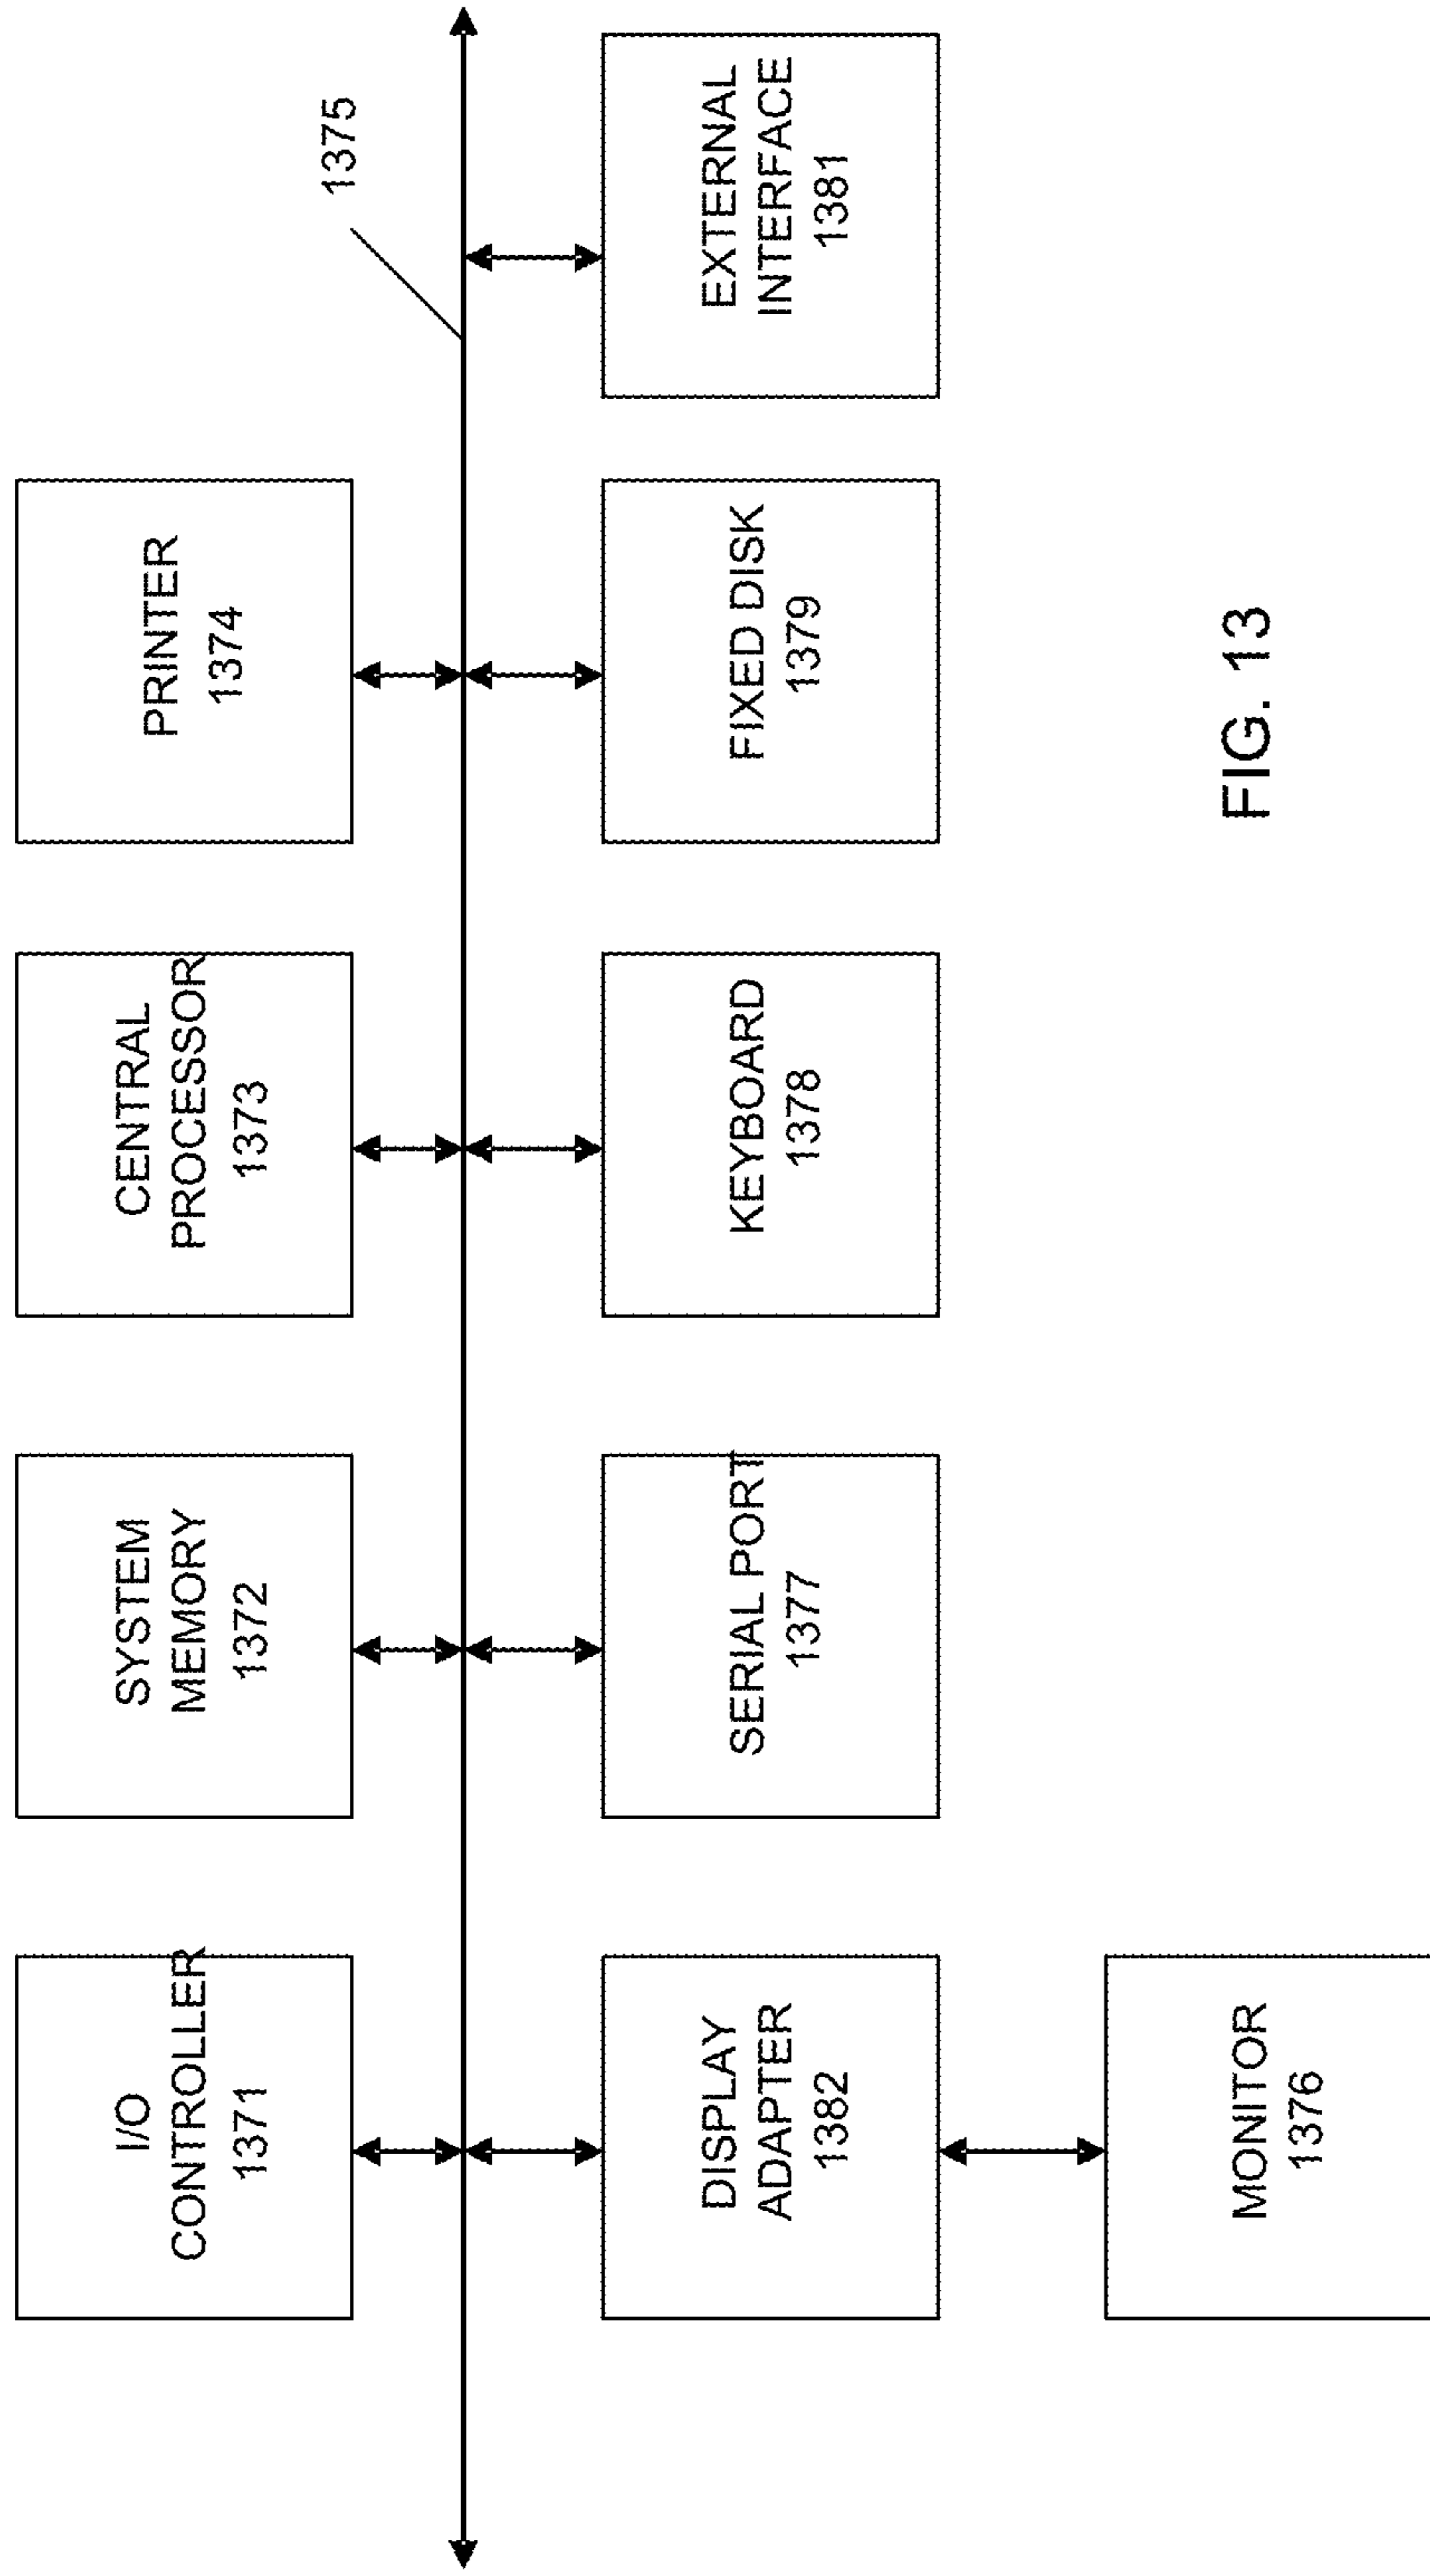 I/O
CONTROLLER
1371
SYSTEM
MEMORY
1372
CENTRAL
PROCESSOR
1373
PRINTER
1374
1375
DISPLAY
ADAPTER
1382
SERIAL PORT
1377
KEYBOARD
1378
FIXED DISK
1379
EXTERNAL
INTERFACE
1381
MONITOR
1376
FIG. 13